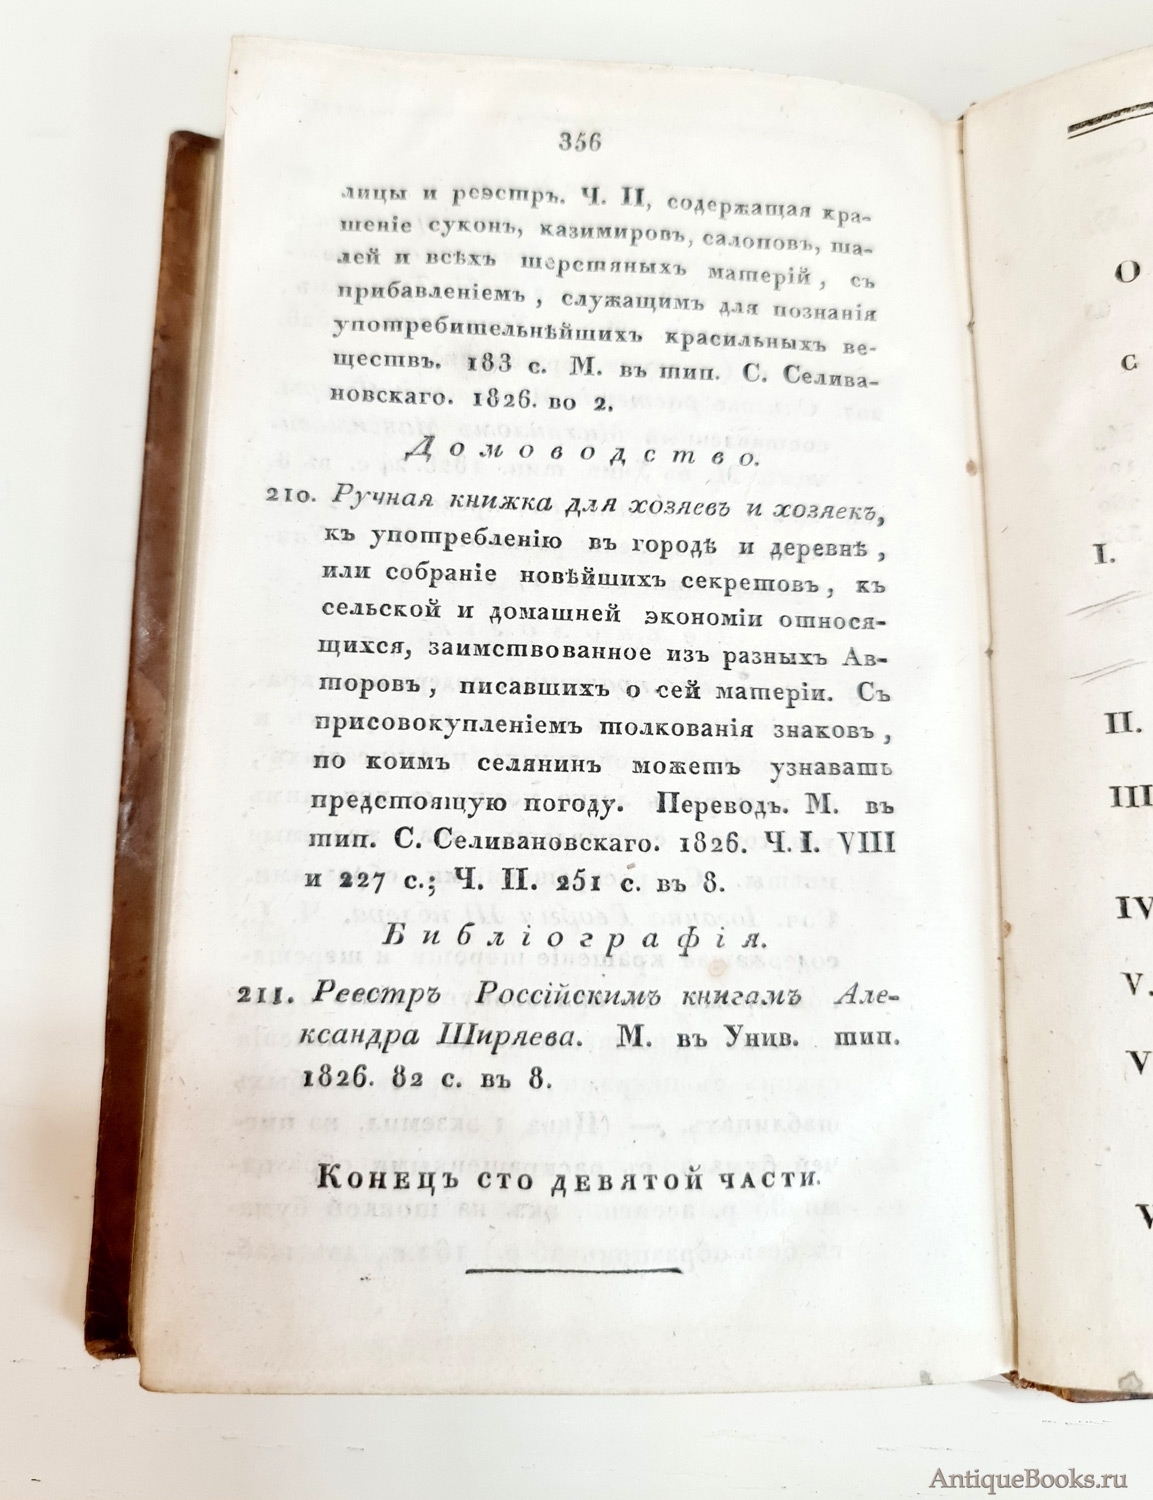 356
лицы и реэстръ. Ч. II, содержащая кра-
шеніе суконъ, казимировъ, салоповъ, ша-
лей и всѣхъ шерстяныхъ матерій, съ
прибавленіемъ, служащимъ для познанія
употребительнѣйшихъ красильныхъ ве-
ществъ. 183 с. М. въ тип. С. Селива-
новскаго. 1826. во 2.
Домоводство.
210. Ручная книжка для хозяевъ и хозяекъ,
къ употребленію въ городѣ и деревнѣ,
или собраніе новѣйшихъ секретовъ, къ
сельской и домашней экономіи относя-
щихся, заимствованное изъ разныхъ Ав-
торовъ, писавшихъ о сей матеріи. Съ
присовокупленіемъ толкованія знаковъ,
по коимъ селянинъ можетъ узнавать
предстоящую погоду. Переводъ. М. въ
тип. С. Селивановскаго. 1826. Ч. I. VIII
и 227 с.; Ч. II. 251 с. въ 8.
Библіографія.
211. Реестръ Россійскимъ книгамъ Але-
ксандра Ширяева. М. въ Унив. тип.
1826. 82 с. въ 8.
Конецъ сто девятой части.
О
С
I.
II.
III
IV
V.
V
V
AntiqueBooks.ru